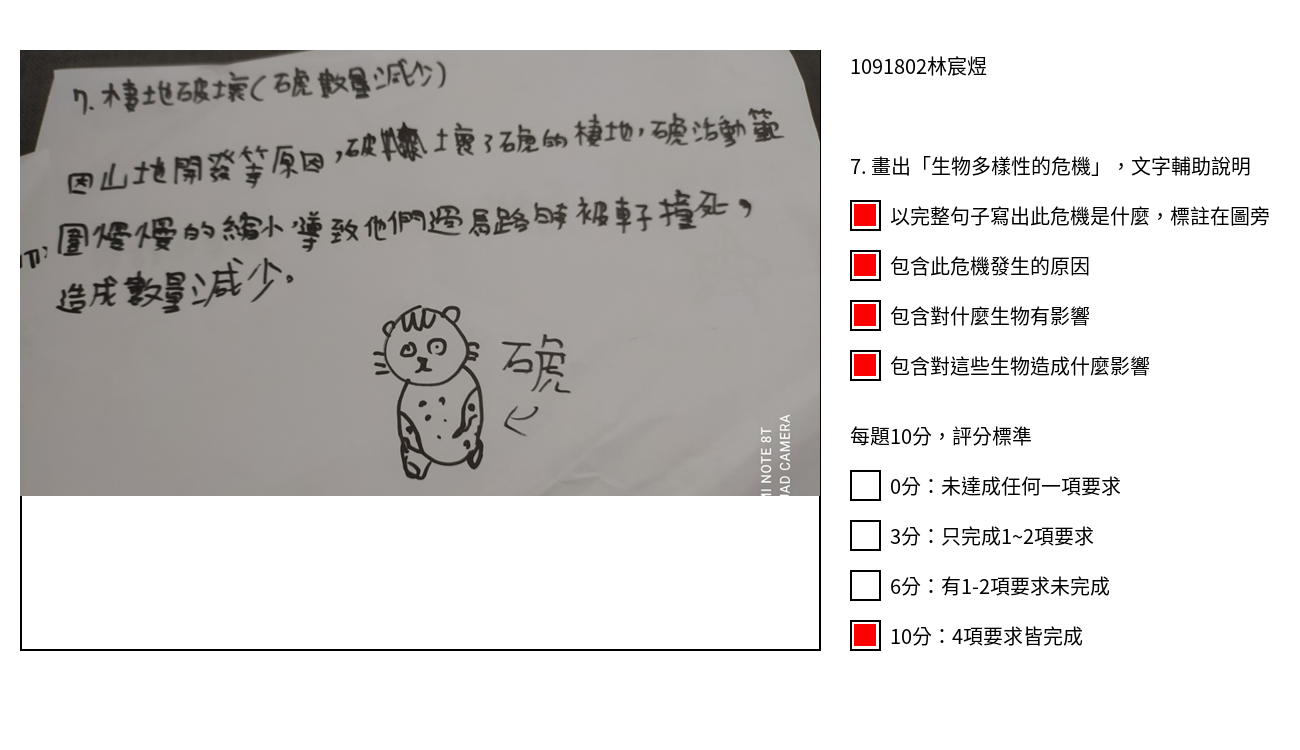 7. 棲地破壞(石虎數量減少)
因山地開發等原因,破壞了石虎的棲地,石虎活動範
圍慢慢的縮小,導致他們過馬路時被車子撞死,
造成數量減少。
石虎
MI NOTE 8T
UAD CAMERA
1091802林宸煜
7. 畫出「生物多樣性的危機」,文字輔助說明
以完整句子寫出此危機是什麼,標註在圖旁
包含此危機發生的原因
包含對什麼生物有影響
包含對這些生物造成什麼影響
每題10分,評分標準
0分:未達成任何一項要求
3分:只完成1~2項要求
6分:有1-2項要求未完成
10分:4項要求皆完成